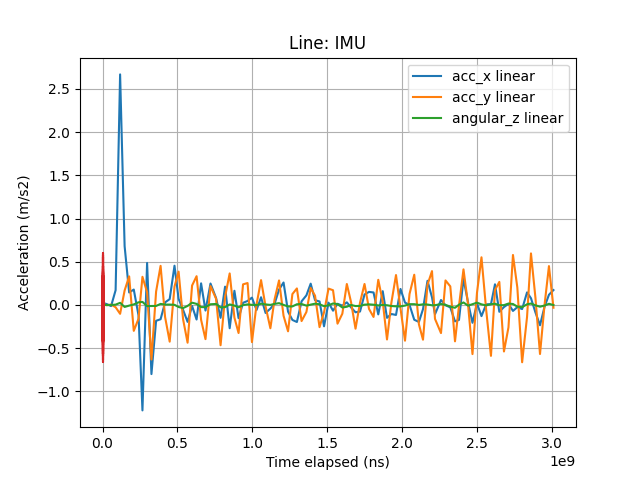 Line: IMU
acc_x linear
acc_y linear
angular_z linear
Acceleration (m/s2)
2.5
2.0
1.5
1.0
0.5
0.0
−0.5
−1.0
0.0 0.5 1.0 1.5 2.0 2.5 3.0
1e9
Time elapsed (ns)